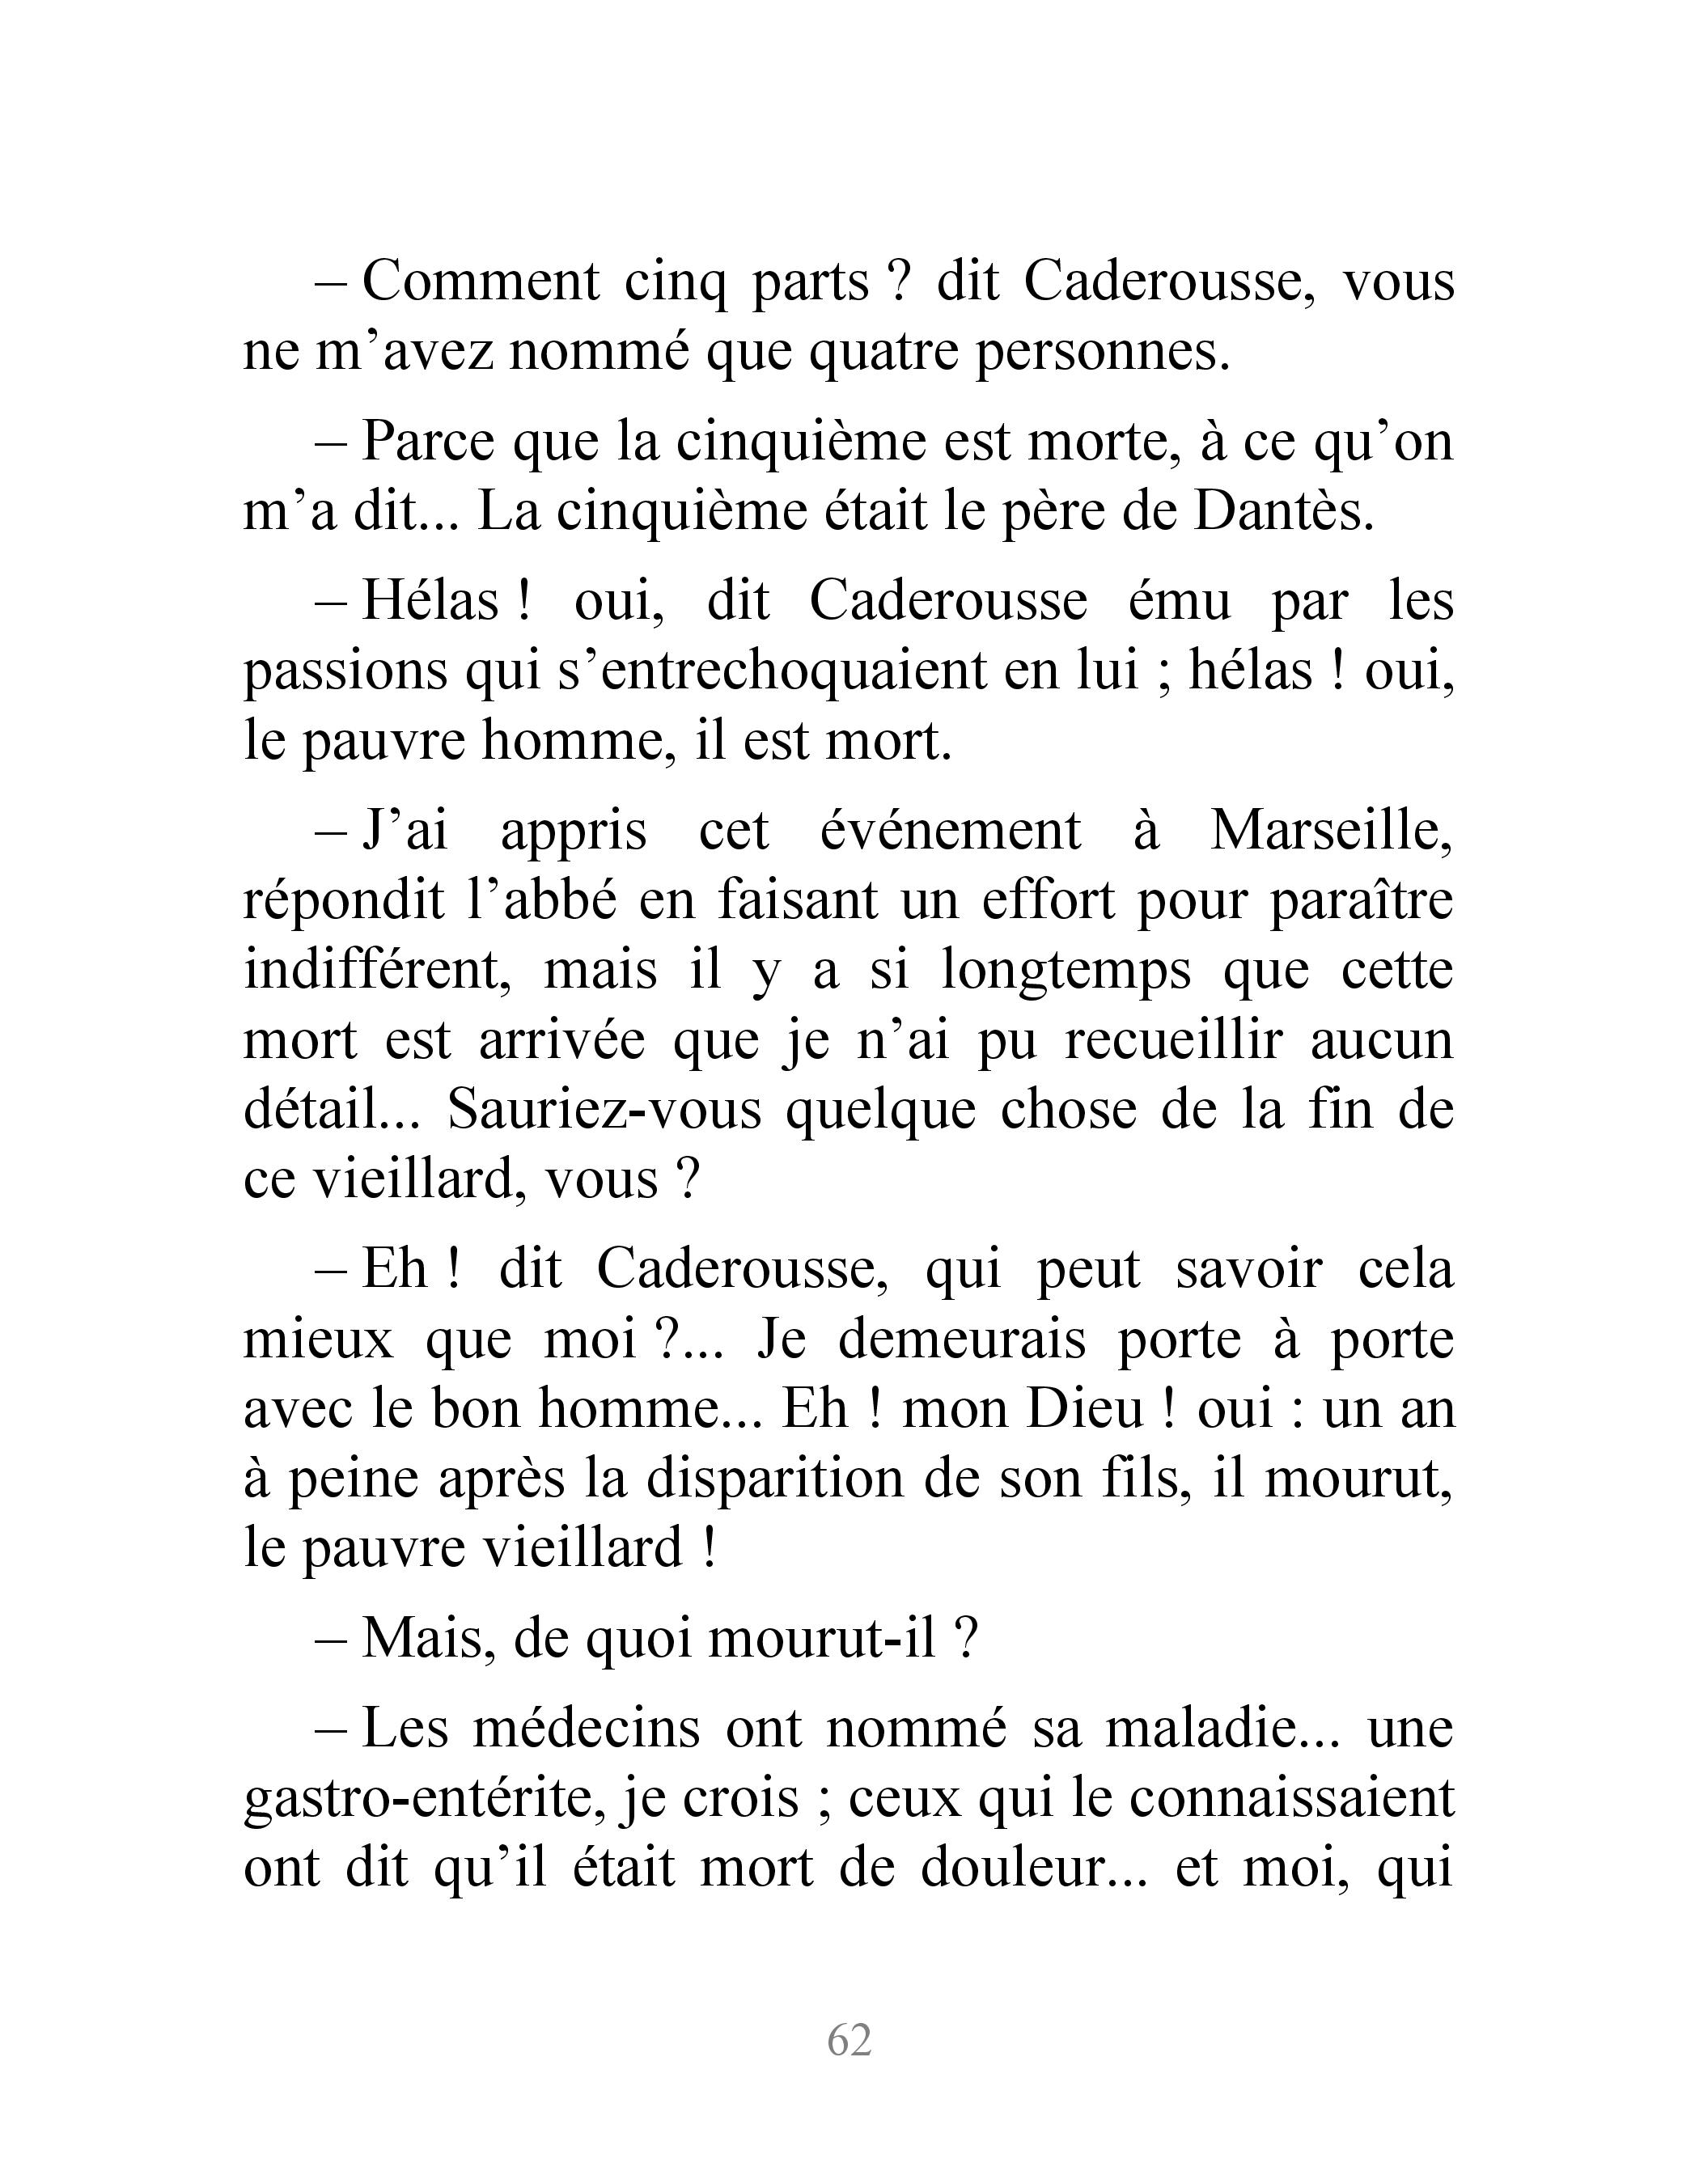 – Comment cinq parts ? dit Caderousse, vous
ne m’avez nommé que quatre personnes.
– Parce que la cinquième est morte, à ce qu’on
m’a dit... La cinquième était le père de Dantès.
– Hélas ! oui, dit Caderousse ému par les
passions qui s’entrechoquaient en lui ; hélas ! oui,
le pauvre homme, il est mort.
– J’ai appris cet événement à Marseille,
répondit l’abbé en faisant un effort pour paraître
indifférent, mais il y a si longtemps que cette
mort est arrivée que je n’ai pu recueillir aucun
détail... Sauriez-vous quelque chose de la fin de
ce vieillard, vous ?
– Eh ! dit Caderousse, qui peut savoir cela
mieux que moi ?... Je demeurais porte à porte
avec le bon homme... Eh ! mon Dieu ! oui : un an
à peine après la disparition de son fils, il mourut,
le pauvre vieillard !
– Mais, de quoi mourut-il ?
– Les médecins ont nommé sa maladie... une
gastro-entérite, je crois ; ceux qui le connaissaient
ont dit qu’il était mort de douleur... et moi, qui
62